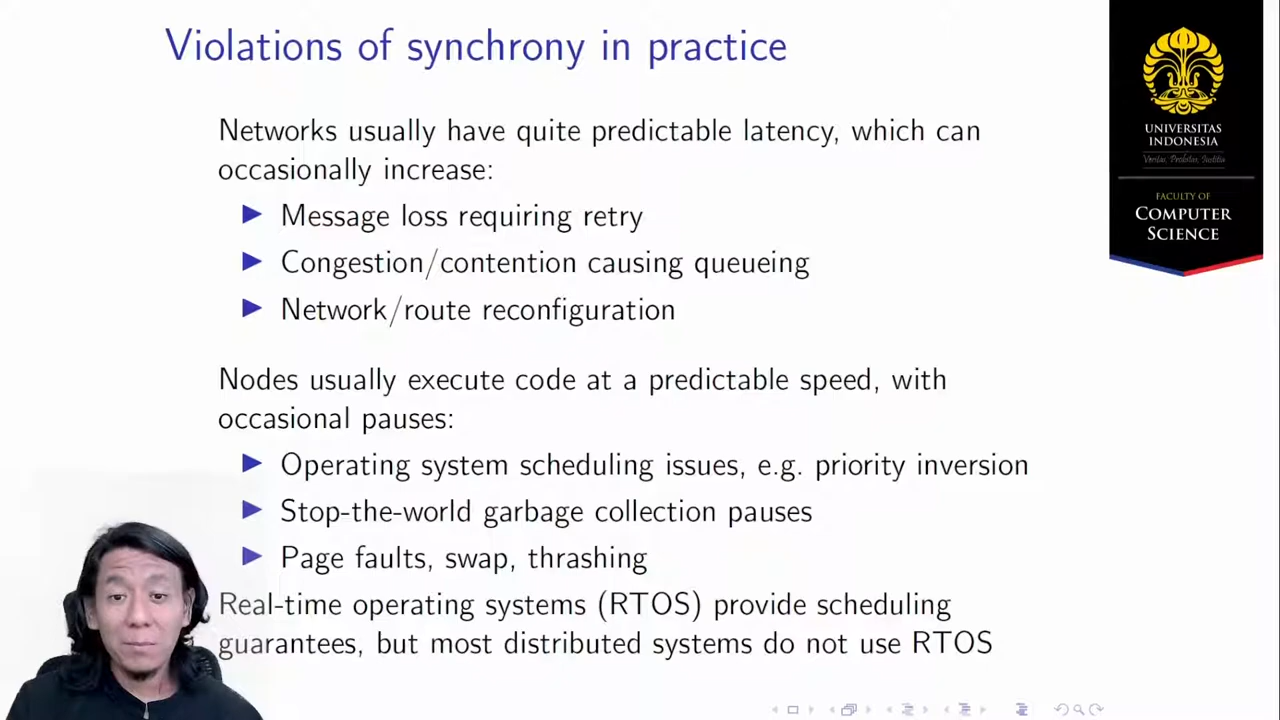 Violations of synchrony in practice
Networks usually have quite predictable latency, which can
occasionally increase:
Message loss requiring retry
Congestion/contention causing queueing
Network/route reconfiguration
Nodes usually execute code at a predictable speed, with
occasional pauses:
Operating system scheduling issues, e.g. priority inversion
Stop-the-world garbage collection pauses
Page faults, swap, thrashing
Real-time operating systems (RTOS) provide scheduling
guarantees, but most distributed systems do not use RTOS
UNIVERSITAS
INDONESIA
Veritas, Probitas, Iustitia
FACULTY OF
COMPUTER
SCIENCE